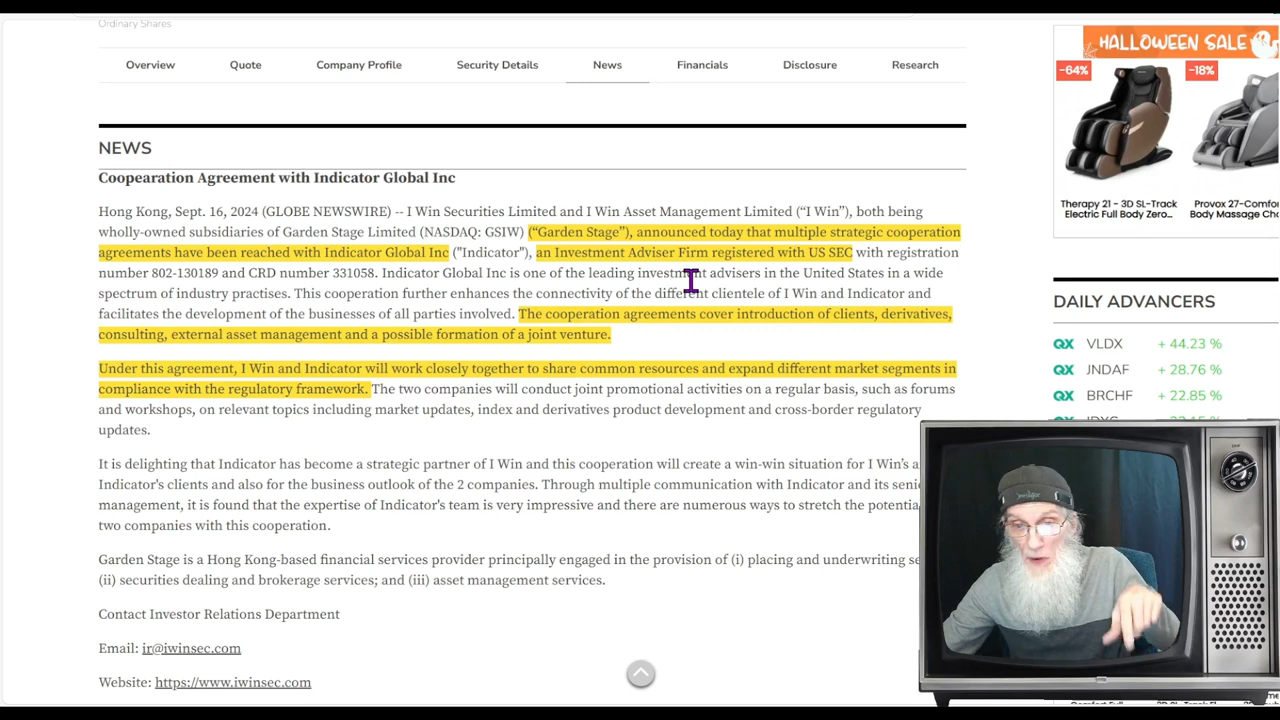 Ordinary Shares
Overview
Quote
Company Profile
Security Details
News
Financials
Disclosure
Research
NEWS
Coopearation Agreement with Indicator Global Inc
Hong Kong, Sept. 16, 2024 (GLOBE NEWSWIRE) -- I Win Securities Limited and I Win Asset Management Limited (“I Win”), both being
wholly-owned subsidiaries of Garden Stage Limited (NASDAQ: GSIW) (“Garden Stage”), announced today that multiple strategic cooperation
agreements have been reached with Indicator Global Inc ("Indicator"), an Investment Adviser Firm registered with US SEC with registration
number 802-130189 and CRD number 331058. Indicator Global Inc is one of the leading investment advisers in the United States in a wide
spectrum of industry practises. This cooperation further enhances the connectivity of the different clientele of I Win and Indicator and
facilitates the development of the businesses of all parties involved. The cooperation agreements cover introduction of clients, derivatives,
consulting, external asset management and a possible formation of a joint venture.
Under this agreement, I Win and Indicator will work closely together to share common resources and expand different market segments in
compliance with the regulatory framework. The two companies will conduct joint promotional activities on a regular basis, such as forums
and workshops, on relevant topics including market updates, index and derivatives product development and cross-border regulatory
updates.
It is delighting that Indicator has become a strategic partner of I Win and this cooperation will create a win-win situation for I Win’s
Indicator's clients and also for the business outlook of the 2 companies. Through multiple communication with Indicator and its
management, it is found that the expertise of Indicator's team is very impressive and there are numerous ways to stretch the
two companies with this cooperation.
Garden Stage is a Hong Kong-based financial services provider principally engaged in the provision of (i) placing and underwriting
(ii) securities dealing and brokerage services; and (iii) asset management services.
Contact Investor Relations Department
Email: ir@iwinsec.com
Website: https://www.iwinsec.com
HALLOWEEN SALE
-64%
-18%
Therapy 21 - 3D SL-Track
Electric Full Body Zero...
Provox 27-Comfor
Body Massage Cha
DAILY ADVANCERS
QX VLDX + 44.23 %
QX JNDAF + 28.76 %
QX BRCHF + 22.85 %